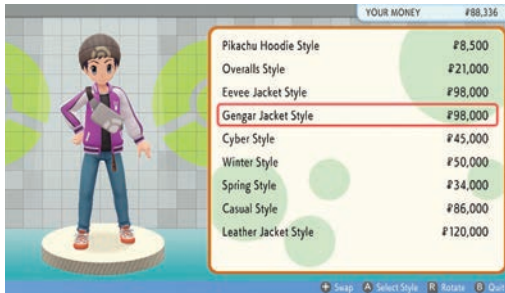 YOUR MONEY ₽88,336
Pikachu Hoodie Style ₽8,500
Overalls Style ₽21,000
Eevee Jacket Style ₽98,000
Gengar Jacket Style ₽98,000
Cyber Style ₽45,000
Winter Style ₽50,000
Spring Style ₽34,000
Casual Style ₽86,000
Leather Jacket Style ₽120,000
+ Swap A Select Style R Rotate B Quit